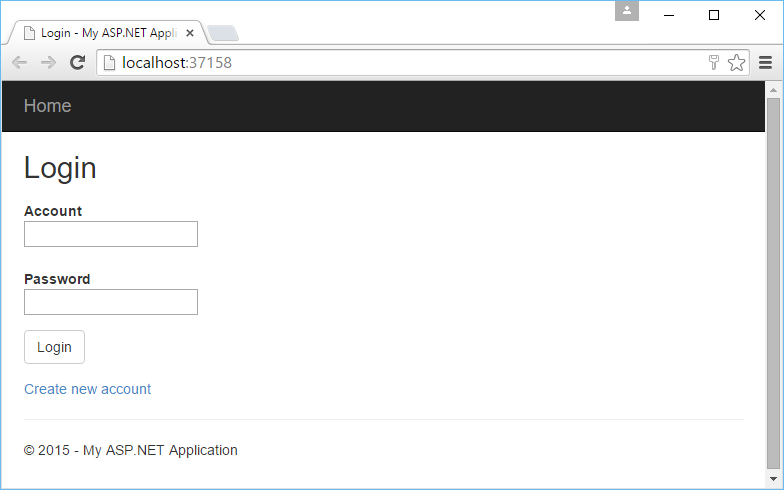 Login - My ASP.NET Appli
localhost:37158
Home
Login
Account
Password
Login
Create new account
© 2015 - My ASP.NET Application